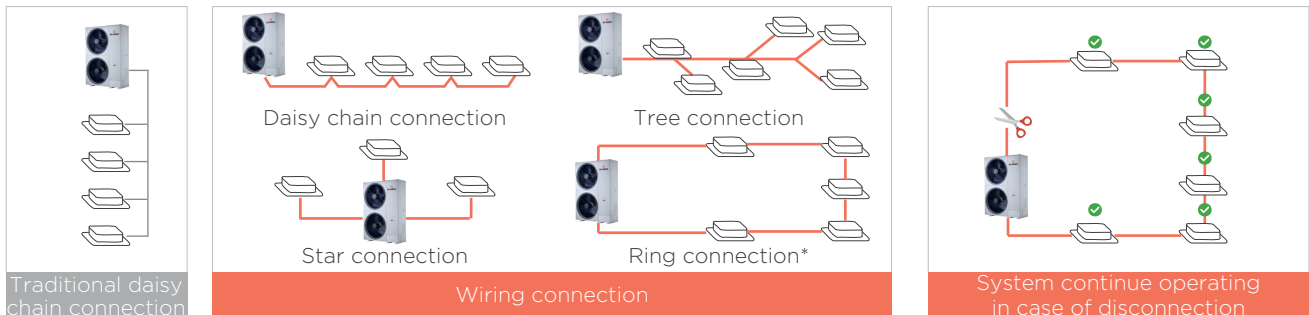 Traditional daisy
chain connection
Daisy chain connection
Tree connection
Star connection
Ring connection*
Wiring connection
System continue operating
in case of disconnection